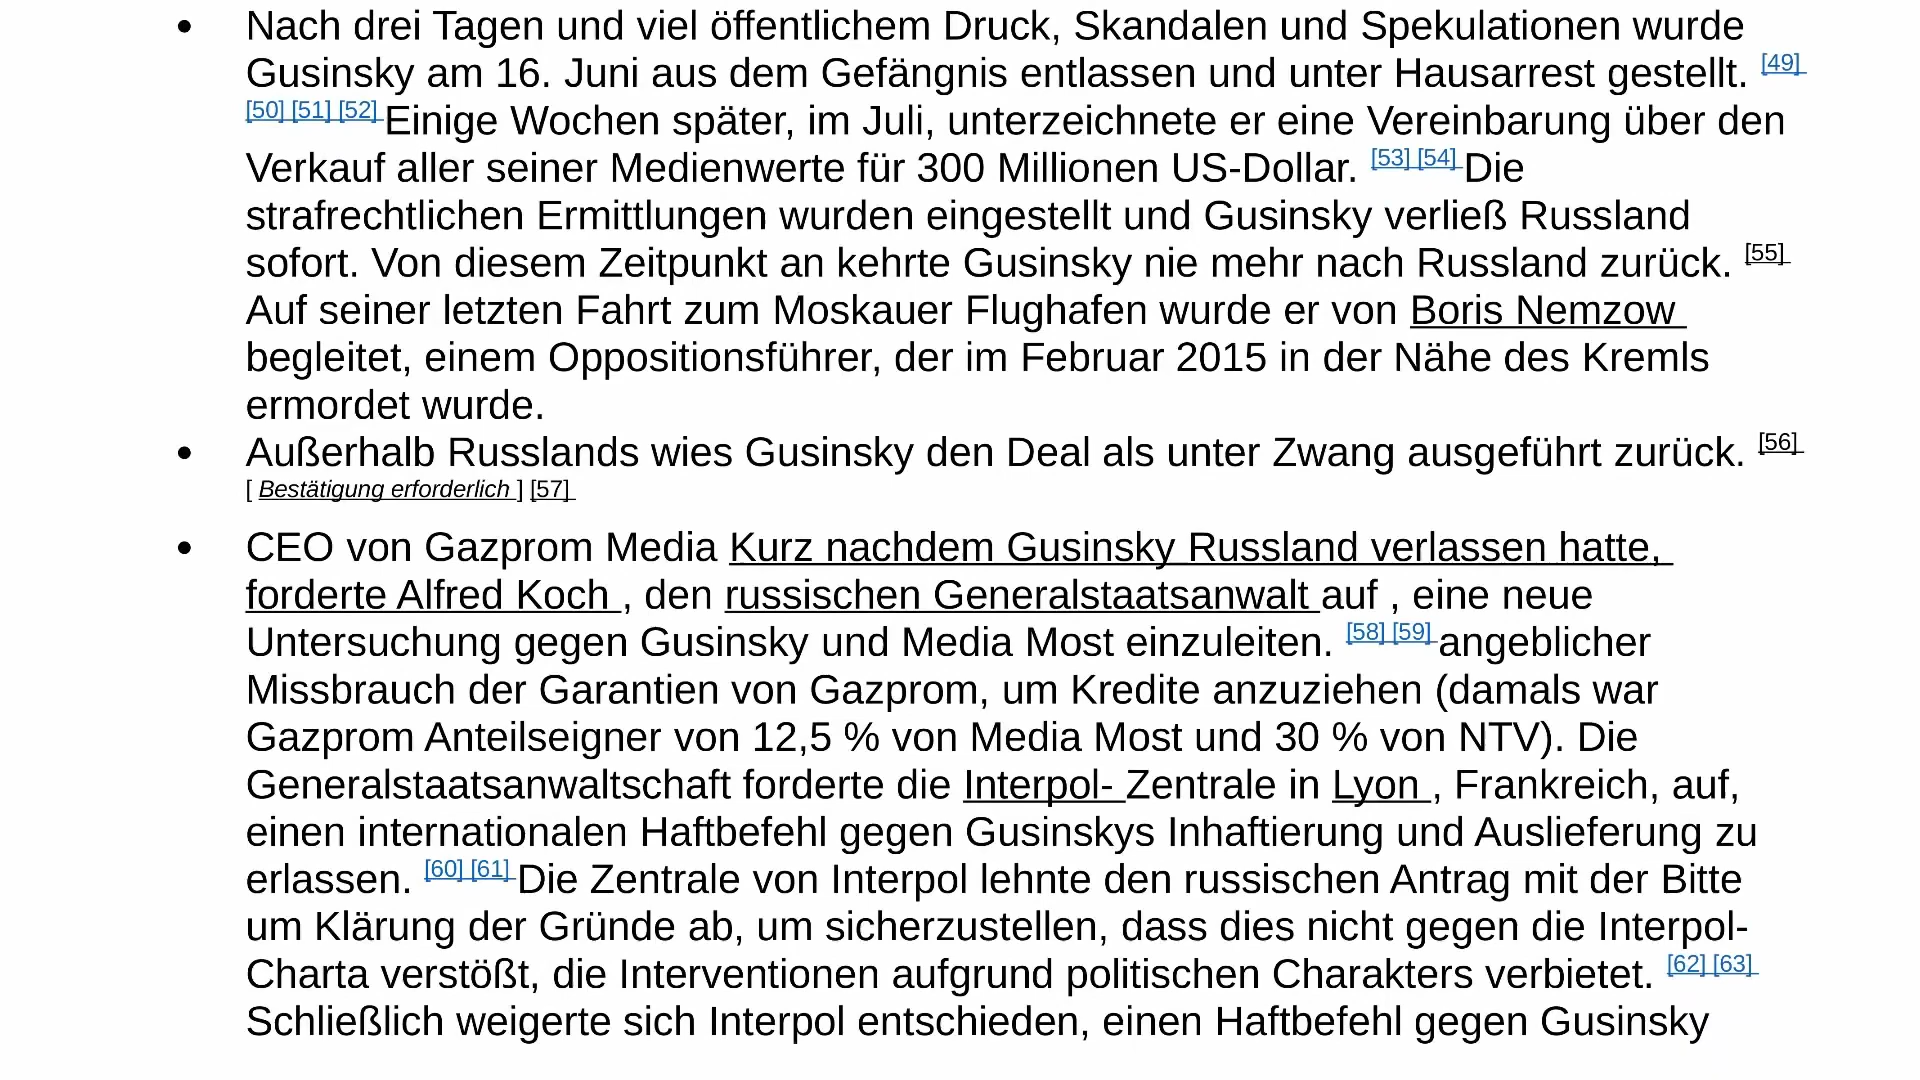 • Nach drei Tagen und viel öffentlichem Druck, Skandalen und Spekulationen wurde
Gusinsky am 16. Juni aus dem Gefängnis entlassen und unter Hausarrest gestellt. [49]
[50] [51] [52] Einige Wochen später, im Juli, unterzeichnete er eine Vereinbarung über den
Verkauf aller seiner Medienwerte für 300 Millionen US-Dollar. [53] [54] Die
strafrechtlichen Ermittlungen wurden eingestellt und Gusinsky verließ Russland
sofort. Von diesem Zeitpunkt an kehrte Gusinsky nie mehr nach Russland zurück. [55]
Auf seiner letzten Fahrt zum Moskauer Flughafen wurde er von Boris Nemzow
begleitet, einem Oppositionsführer, der im Februar 2015 in der Nähe des Kremls
ermordet wurde.
• Außerhalb Russlands wies Gusinsky den Deal als unter Zwang ausgeführt zurück. [56]
[ Bestätigung erforderlich ] [57]
• CEO von Gazprom Media Kurz nachdem Gusinsky Russland verlassen hatte,
forderte Alfred Koch , den russischen Generalstaatsanwalt auf , eine neue
Untersuchung gegen Gusinsky und Media Most einzuleiten. [58] [59] angeblicher
Missbrauch der Garantien von Gazprom, um Kredite anzuziehen (damals war
Gazprom Anteilseigner von 12,5 % von Media Most und 30 % von NTV). Die
Generalstaatsanwaltschaft forderte die Interpol- Zentrale in Lyon , Frankreich, auf,
einen internationalen Haftbefehl gegen Gusinskys Inhaftierung und Auslieferung zu
erlassen. [60] [61] Die Zentrale von Interpol lehnte den russischen Antrag mit der Bitte
um Klärung der Gründe ab, um sicherzustellen, dass dies nicht gegen die Interpol-
Charta verstößt, die Interventionen aufgrund politischen Charakters verbietet. [62] [63]
Schließlich weigerte sich Interpol entschieden, einen Haftbefehl gegen Gusinsky